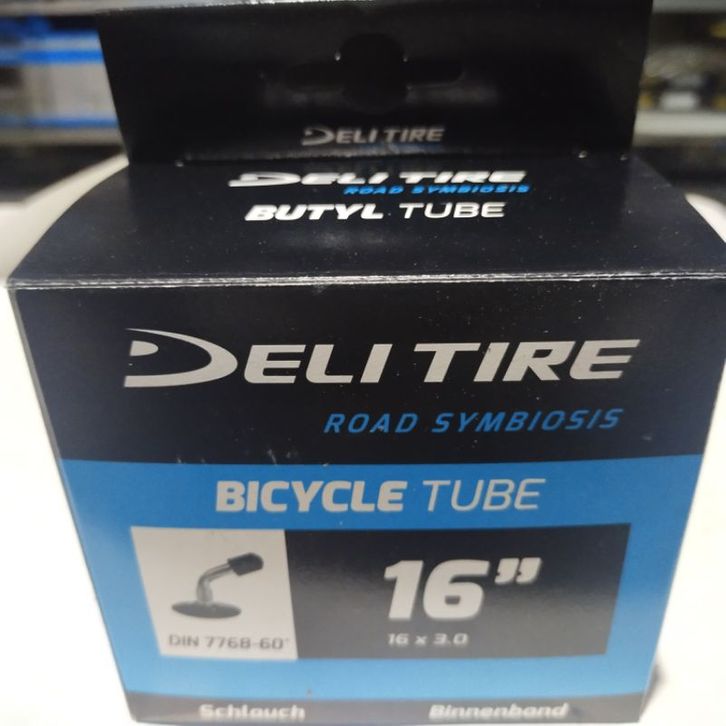 DELI TIRE
DELI TIRE
ROAD SYMBIOSIS
BUTYL TUBE
DELI TIRE
ROAD SYMBIOSIS
BICYCLE TUBE
16”
16 x 3.0
DIN 7768-60°
Schlauch Binnenband